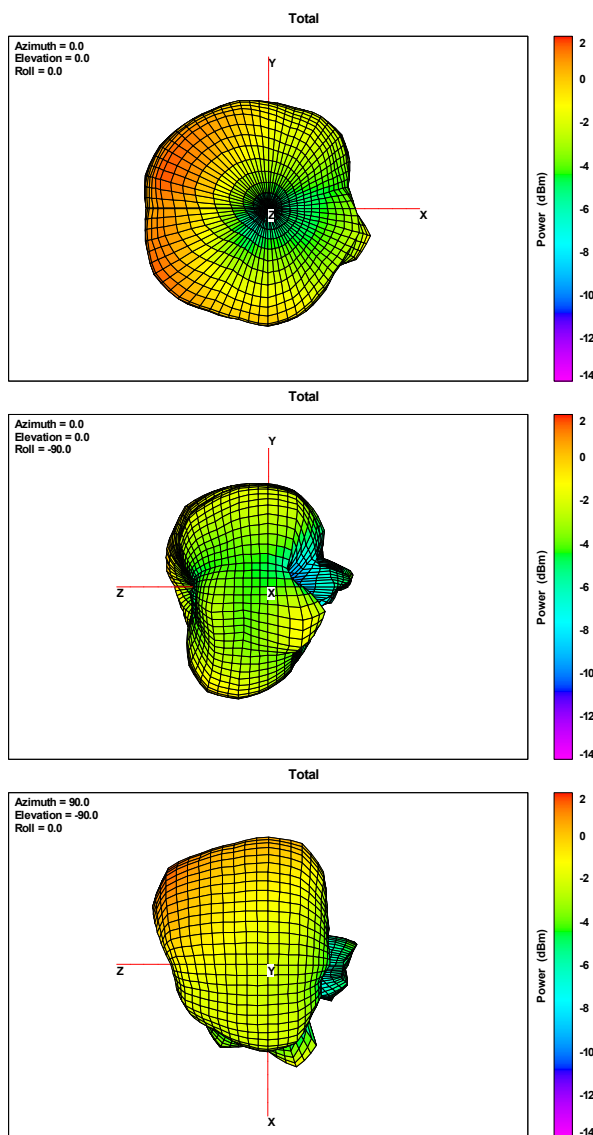 Total
Azimuth = 0.0
Elevation = 0.0
Roll = 0.0
Y
Z
X
2
0
-2
-4
-6
-8
-10
-12
-14
Power (dBm)
Total
Azimuth = 0.0
Elevation = 0.0
Roll = -90.0
Y
Z
X
2
0
-2
-4
-6
-8
-10
-12
-14
Power (dBm)
Total
Azimuth = 90.0
Elevation = -90.0
Roll = 0.0
Z
Y
X
2
0
-2
-4
-6
-8
-10
-12
-14
Power (dBm)